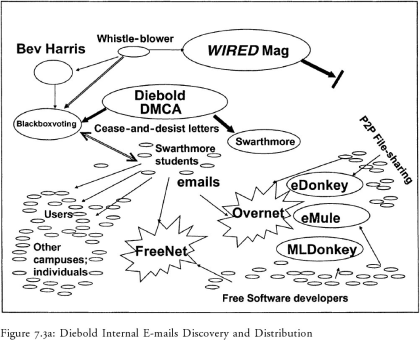 Whistle-blower
Bev Harris
WIRED Mag
Diebold
DMCA
Blackboxvoting
Cease-and-desist letters
Swarthmore
Swarthmore
students
emails
P2P File-sharing
eDonkey
Overnet
eMule
MLDonkey
Users
Other
campuses;
individuals
FreeNet
Free Software developers
Figure 7.3a: Diebold Internal E-mails Discovery and Distribution